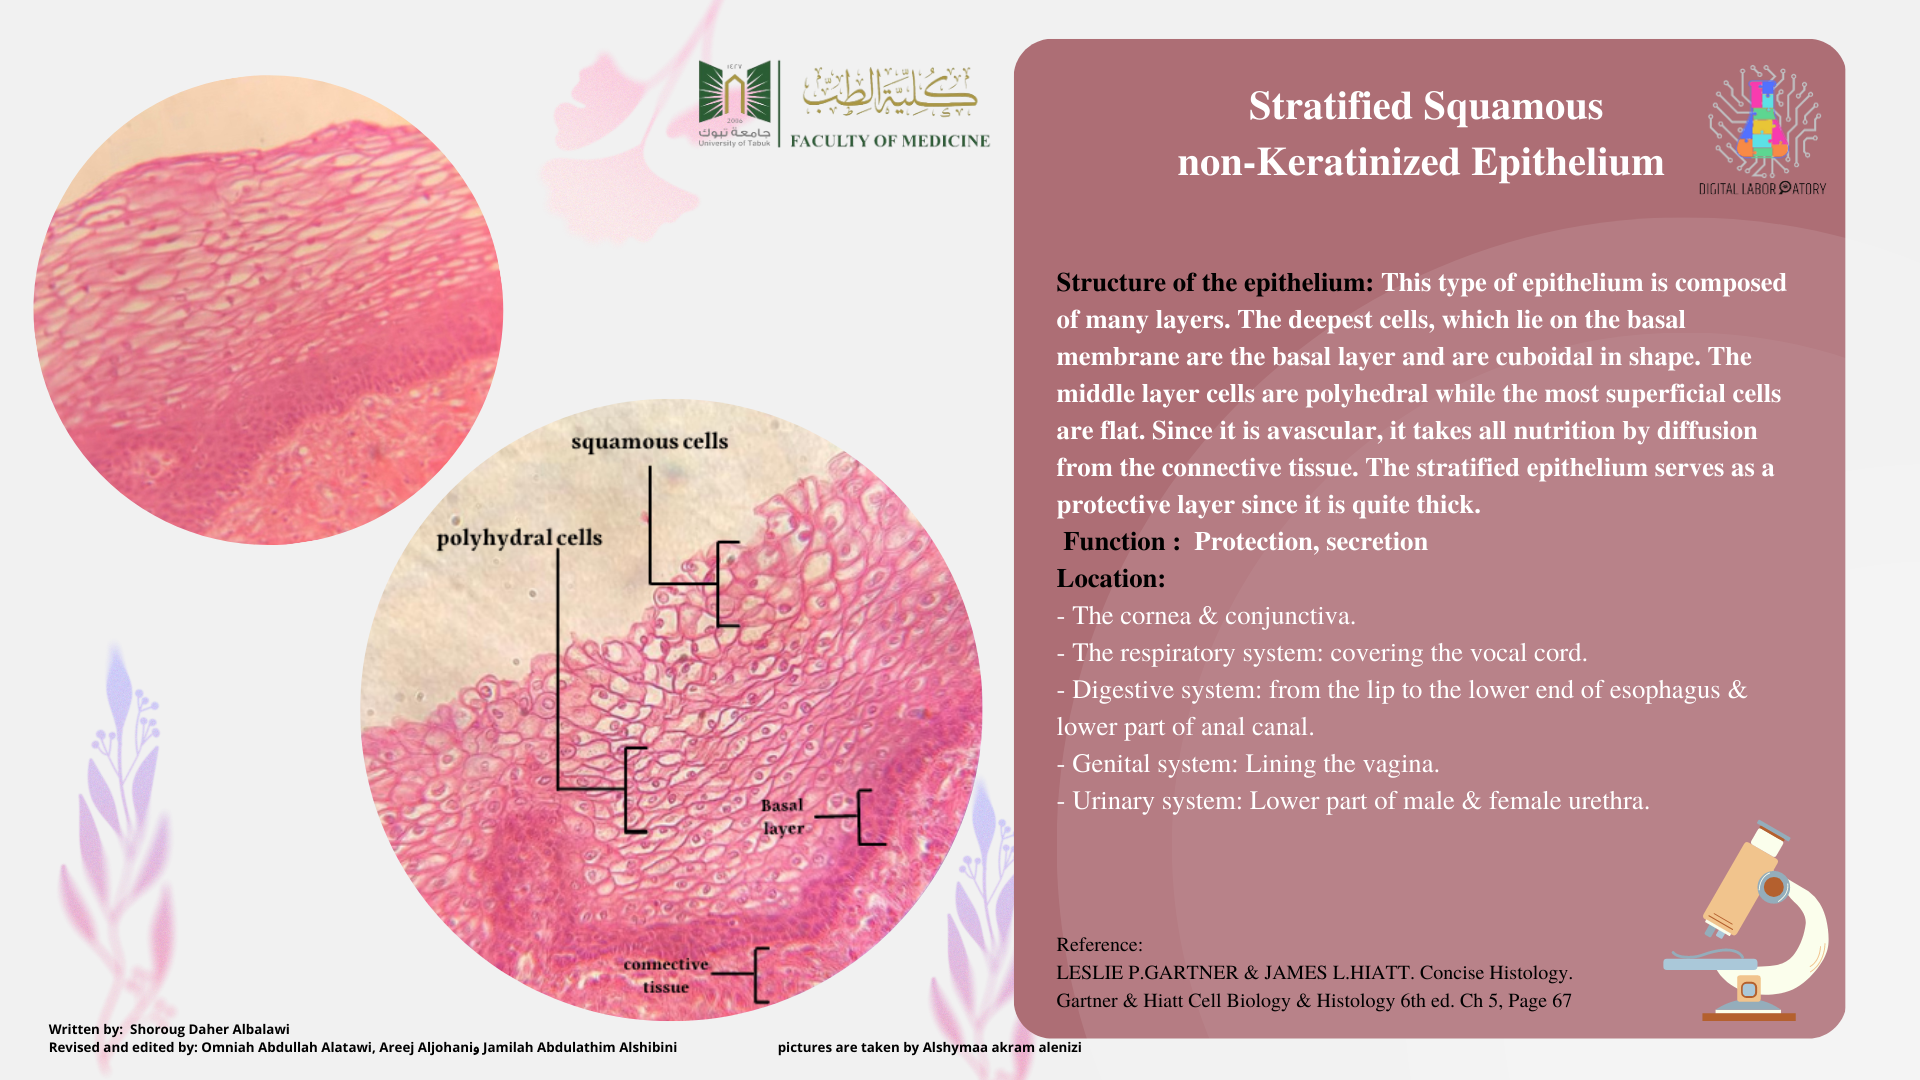 ١٤٢٧
2006
جامعة تبوك
University of Tabuk
كلية الطب
FACULTY OF MEDICINE
Stratified Squamous
non-Keratinized Epithelium
DIGITAL LABORATORY
squamous cells
polyhydral cells
Basal
layer
connective
tissue
Structure of the epithelium: This type of epithelium is composed
of many layers. The deepest cells, which lie on the basal
membrane are the basal layer and are cuboidal in shape. The
middle layer cells are polyhedral while the most superficial cells
are flat. Since it is avascular, it takes all nutrition by diffusion
from the connective tissue. The stratified epithelium serves as a
protective layer since it is quite thick.
Function : Protection, secretion
Location:
- The cornea & conjunctiva.
- The respiratory system: covering the vocal cord.
- Digestive system: from the lip to the lower end of esophagus &
lower part of anal canal.
- Genital system: Lining the vagina.
- Urinary system: Lower part of male & female urethra.
Reference:
LESLIE P.GARTNER & JAMES L.HIATT. Concise Histology.
Gartner & Hiatt Cell Biology & Histology 6th ed. Ch 5, Page 67
Written by: Shoroug Daher Albalawi
Revised and edited by: Omniah Abdullah Alatawi, Areej Aljohaniو Jamilah Abdulathim Alshibini
pictures are taken by Alshymaa akram alenizi